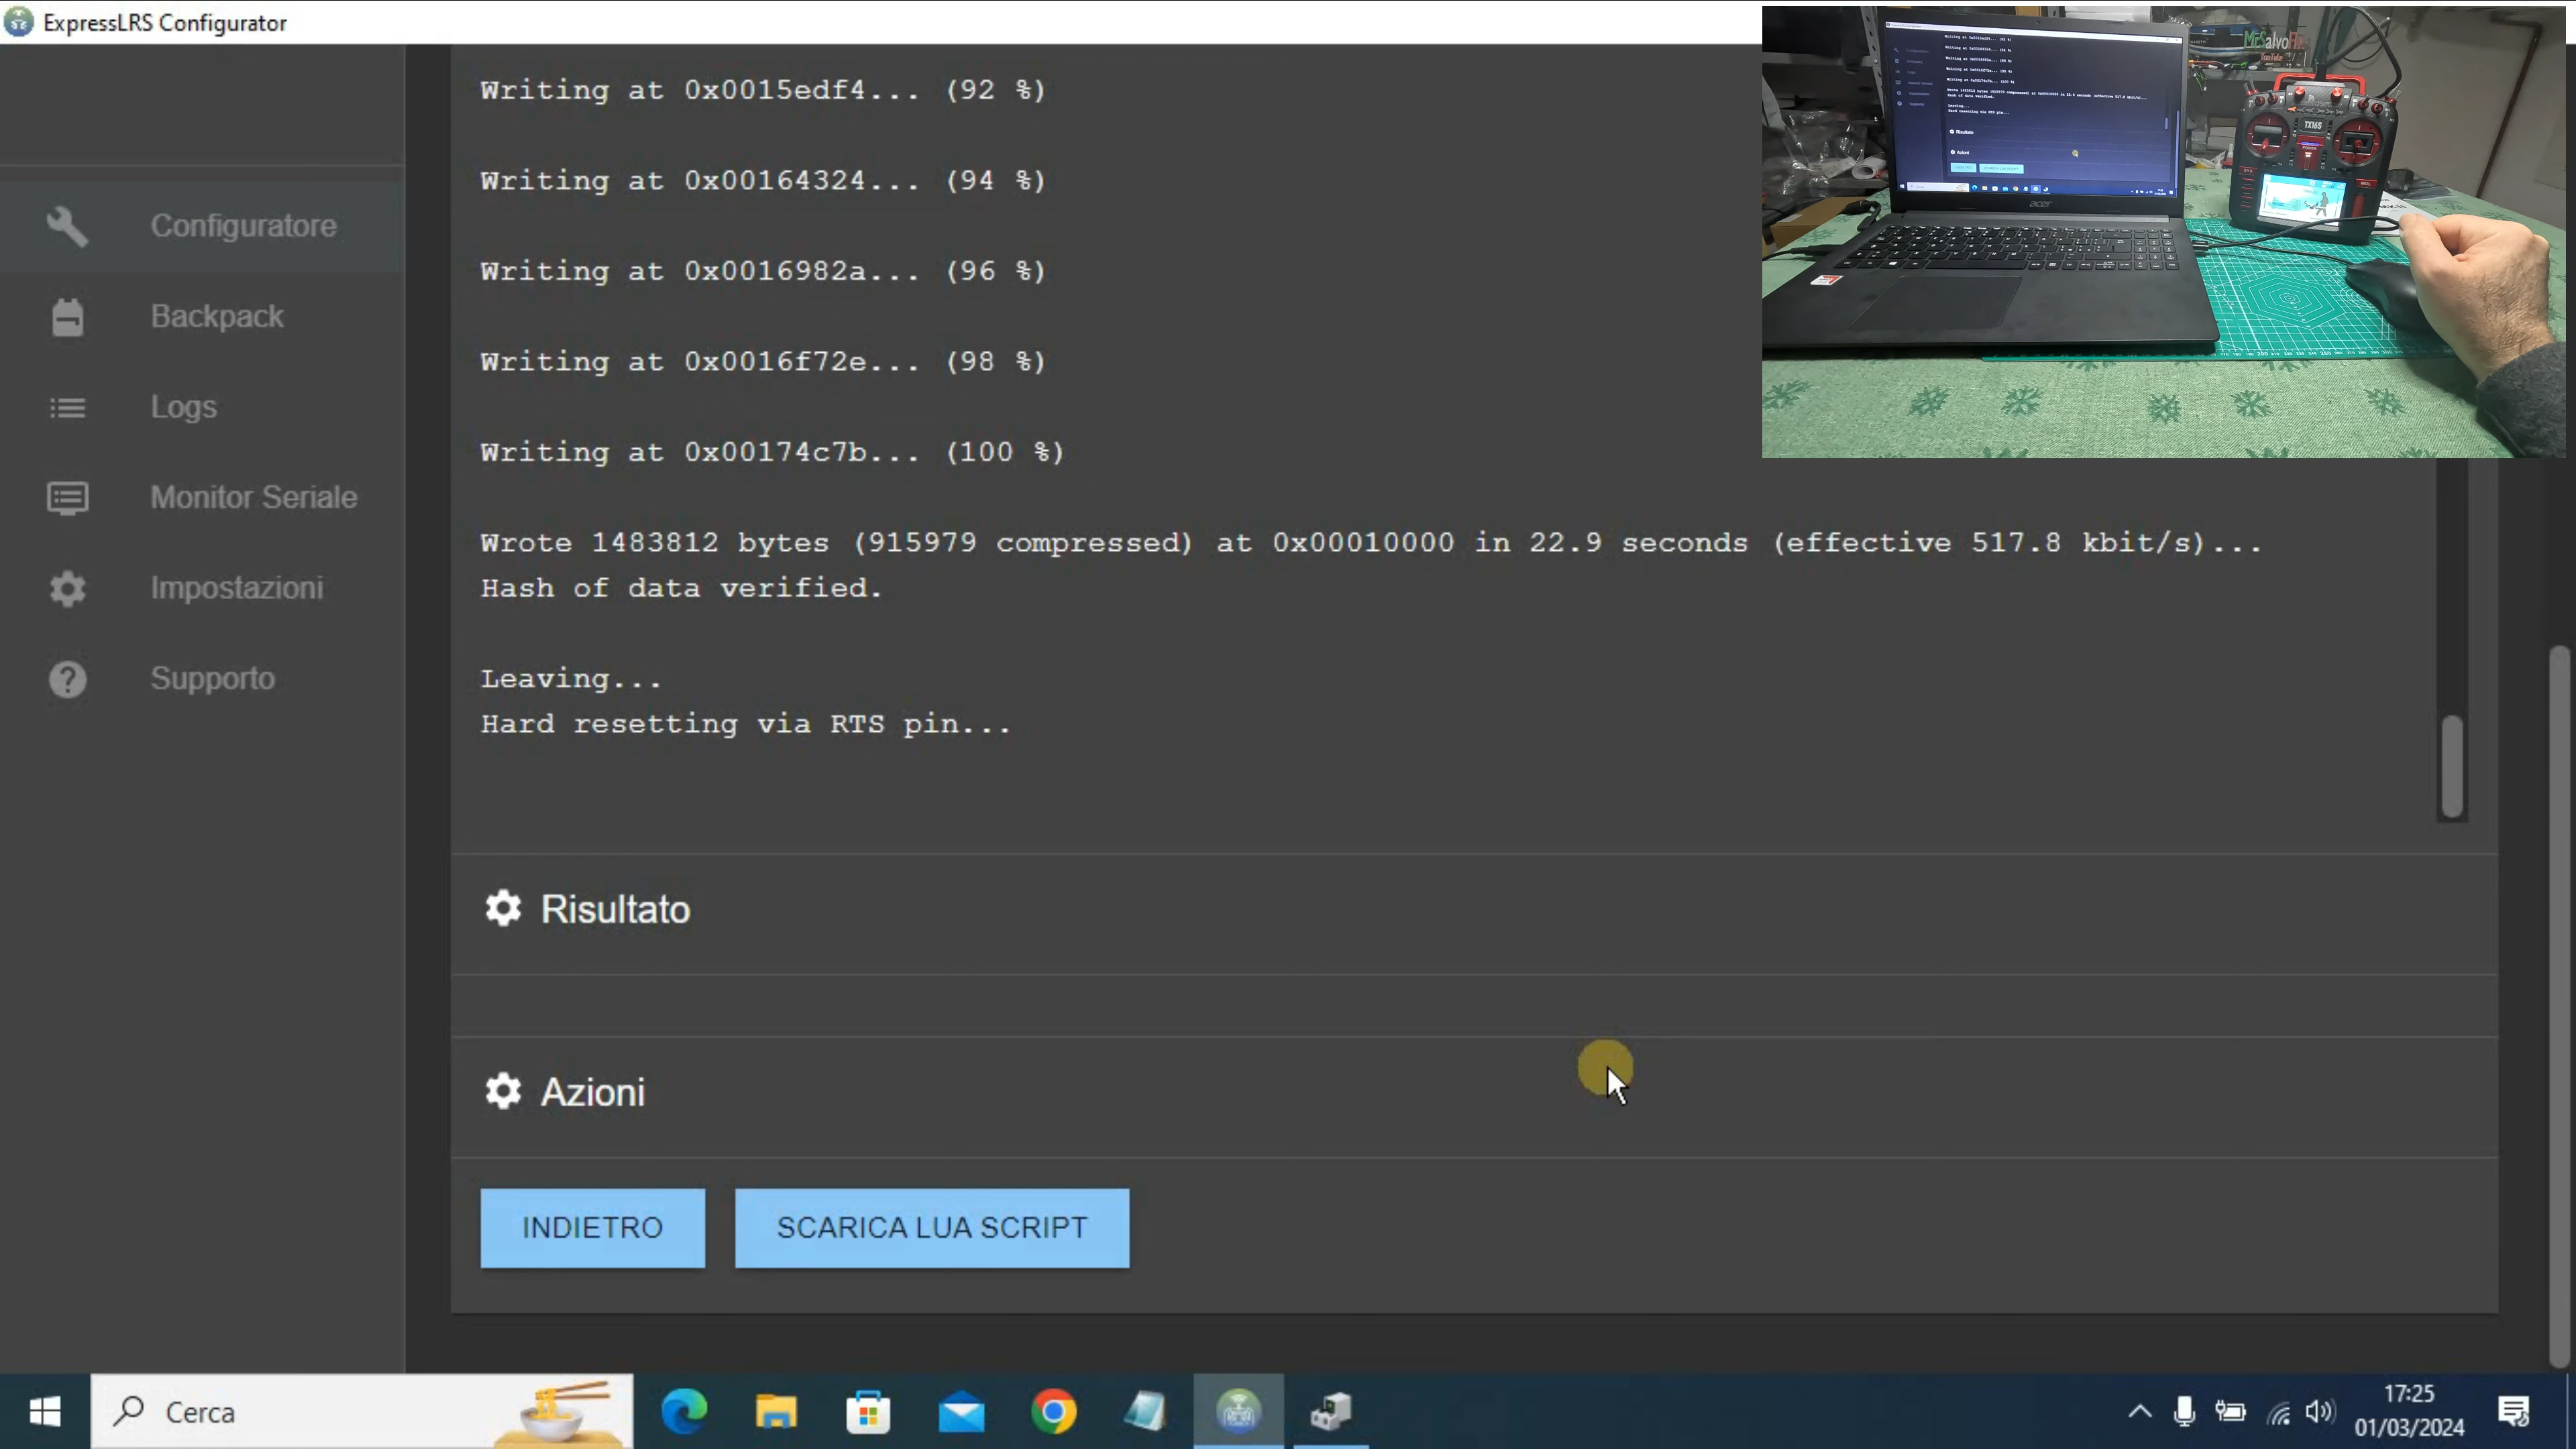 ExpressLRS Configurator
Configuratore
Backpack
Logs
Monitor Seriale
Impostazioni
Supporto
Writing at 0x0015edf4... (92 %)
Writing at 0x00164324... (94 %)
Writing at 0x0016982a... (96 %)
Writing at 0x0016f72e... (98 %)
Writing at 0x00174c7b... (100 %)
Wrote 1483812 bytes (915979 compressed) at 0x00010000 in 22.9 seconds (effective 517.8 kbit/s)...
Hash of data verified.
Leaving...
Hard resetting via RTS pin...
Risultato
Azioni
INDIETRO
SCARICA LUA SCRIPT
acer
TX16S
Cerca
17:25
01/03/2024